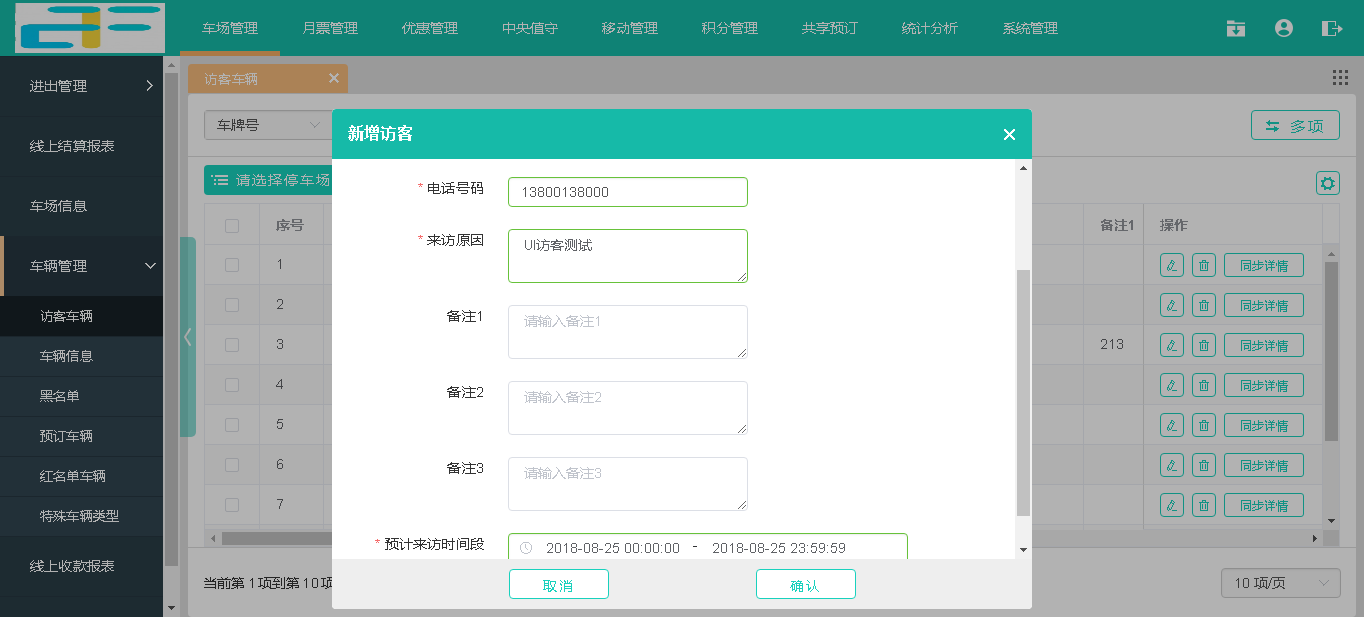 车场管理 月票管理 优惠管理 中央值守 移动管理 积分管理 共享预订 统计分析 系统管理
进出管理
线上结算报表
车场信息
车辆管理
访客车辆
车辆信息
黑名单
预订车辆
红名单车辆
特殊车辆类型
线上收款报表
访客车辆
车牌号
多项
请选择停车场
序号 备注1 操作
1 同步详情
2 同步详情
3 213 同步详情
4 同步详情
5 同步详情
6 同步详情
7 同步详情
当前第 1项到第 10项
10 项/页
新增访客
* 电话号码 13800138000
* 来访原因 UI访客测试
备注1 请输入备注1
备注2 请输入备注2
备注3 请输入备注3
* 预计来访时间段 2018-08-25 00:00:00 - 2018-08-25 23:59:59
取消 确认